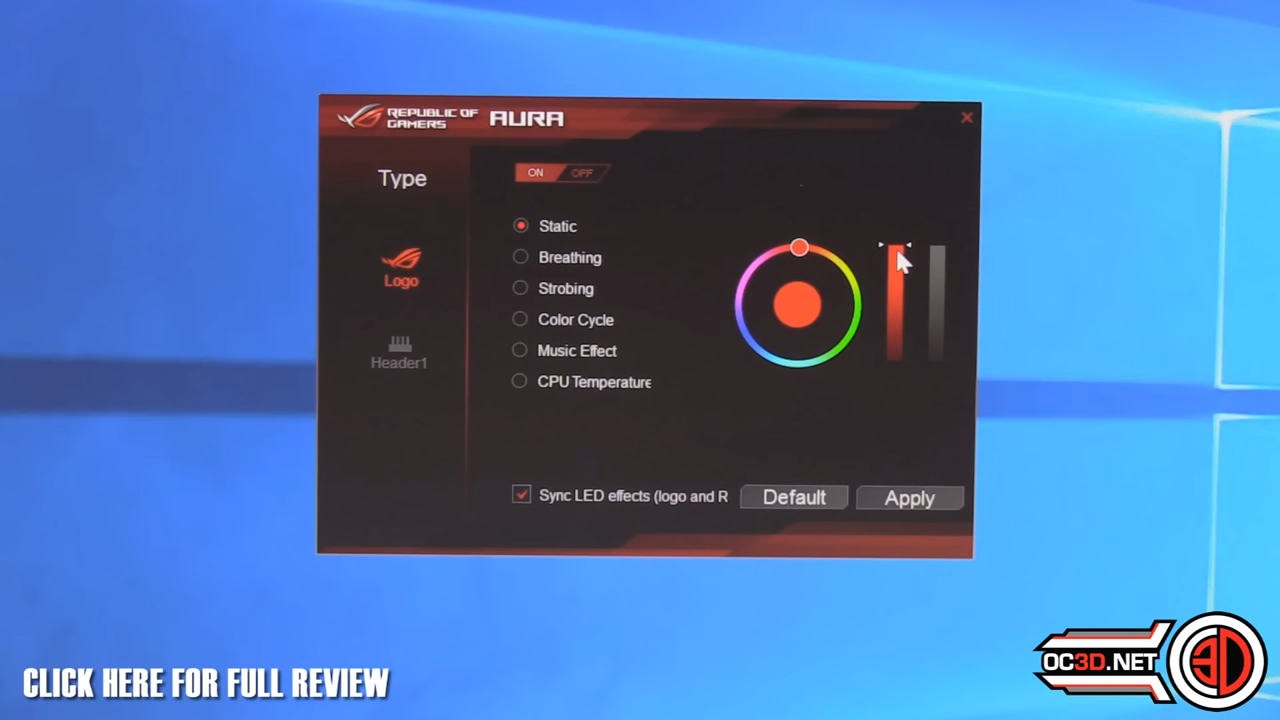 REPUBLIC OF
GAMERS
AURA
Type
ON
OFF
Static
Logo
Breathing
Strobing
Color Cycle
Header1
Music Effect
CPU Temperature
Sync LED effects (logo and R
Default
Apply
CLICK HERE FOR FULL REVIEW
OC3D.NET
3D